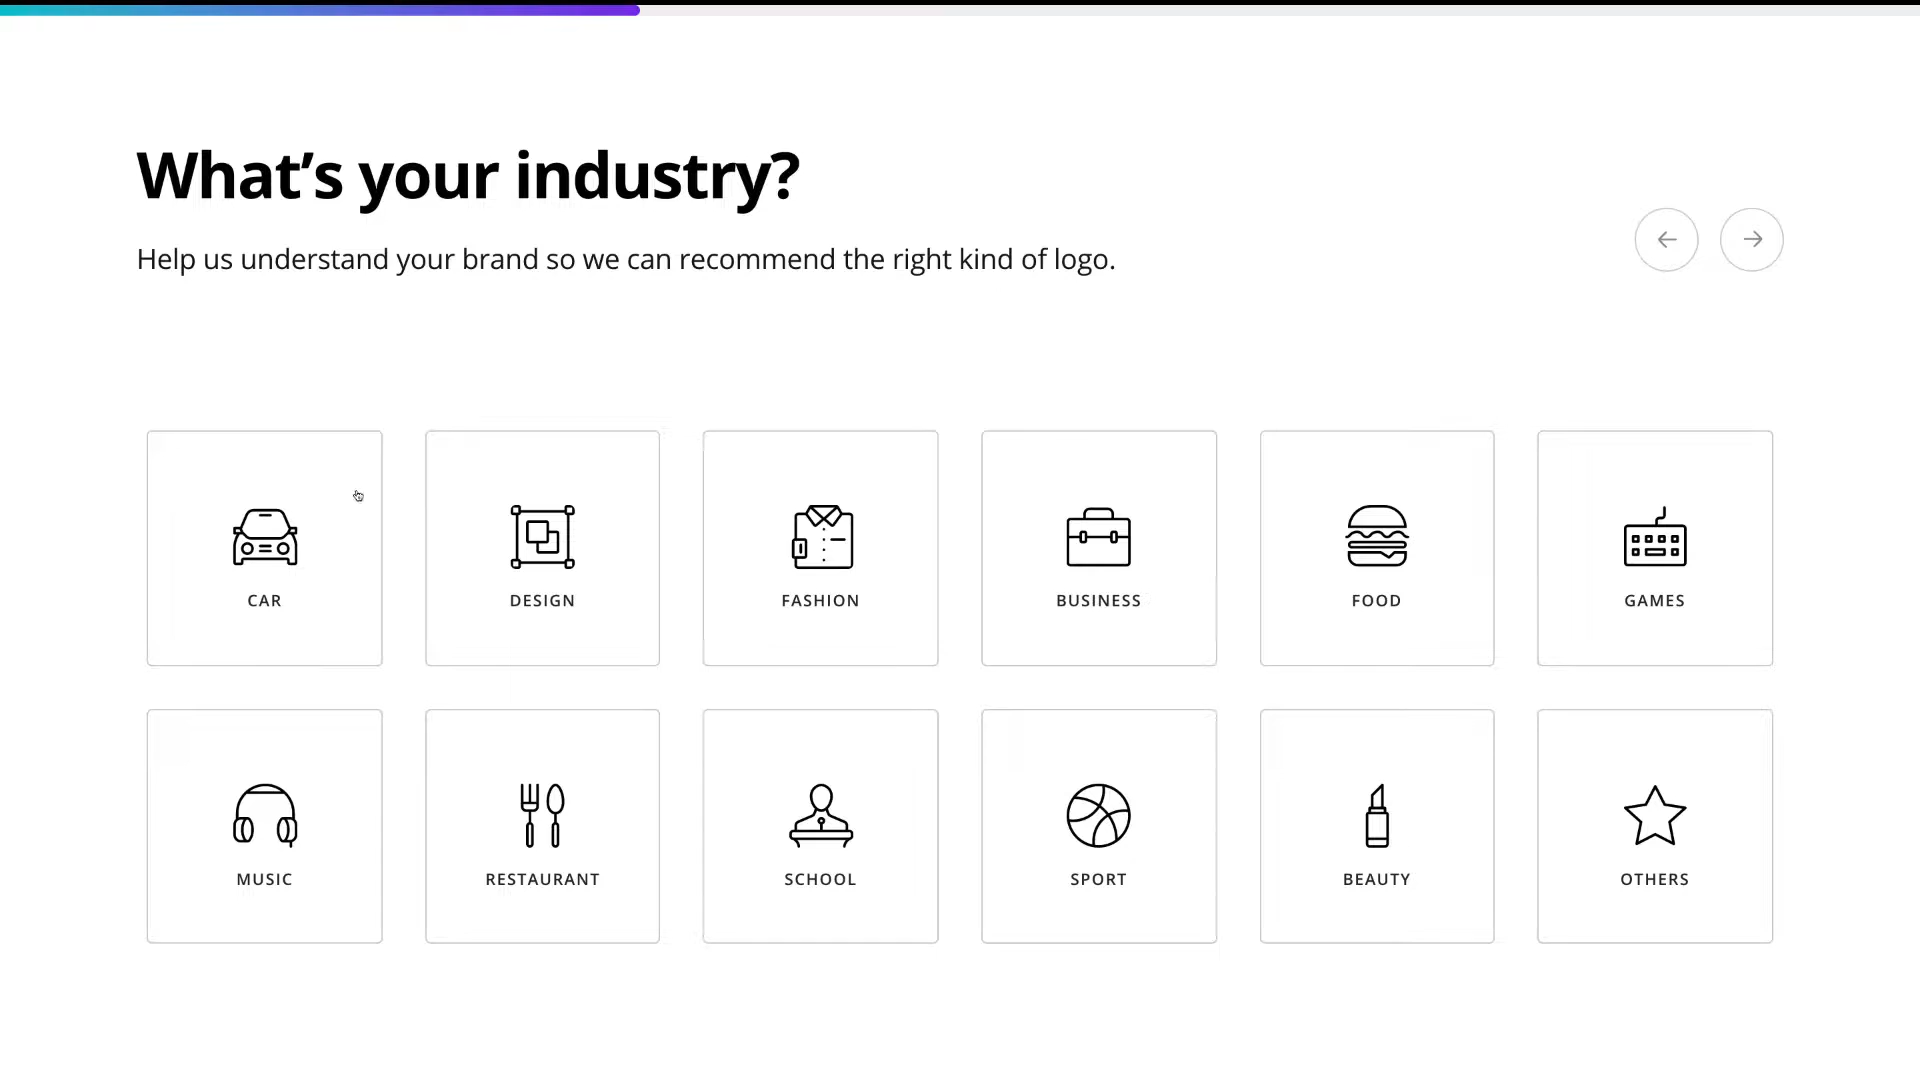 What’s your industry?
Help us understand your brand so we can recommend the right kind of logo.
CAR
DESIGN
FASHION
BUSINESS
FOOD
GAMES
MUSIC
RESTAURANT
SCHOOL
SPORT
BEAUTY
OTHERS